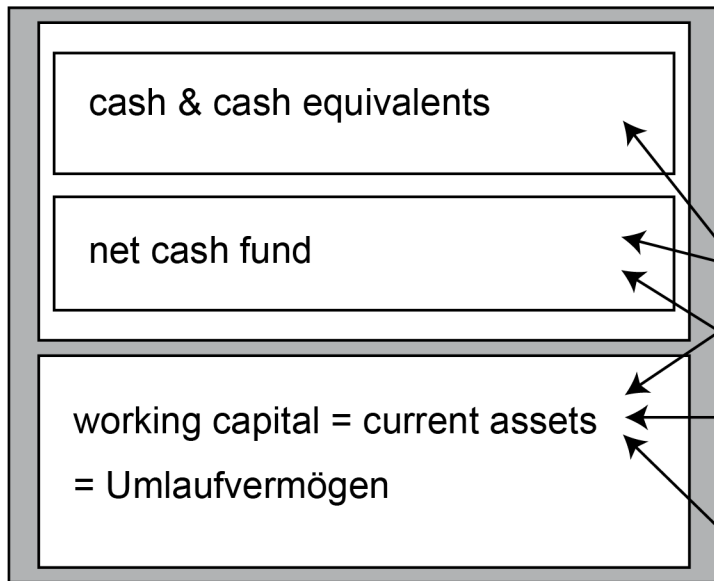 cash & cash equivalents
net cash fund
working capital = current assets
= Umlaufvermögen